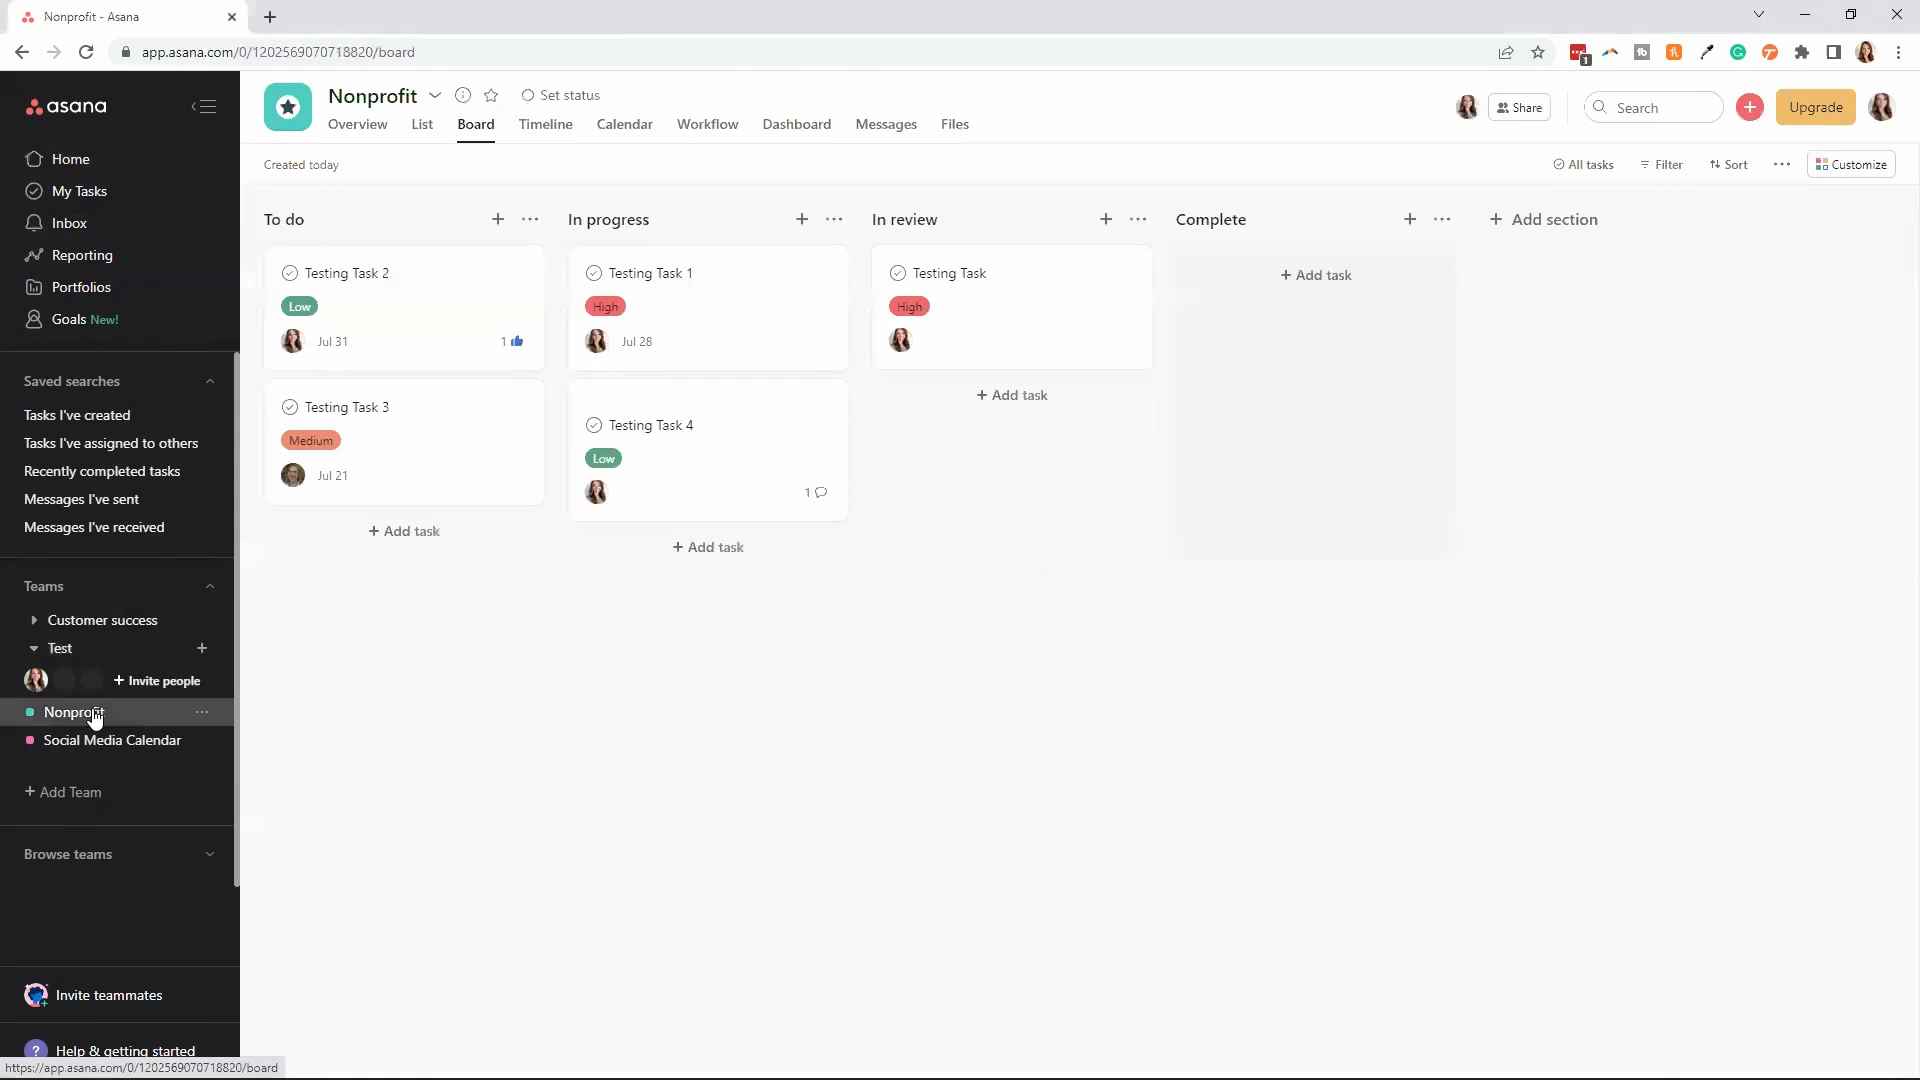 Nonprofit - Asana
app.asana.com/0/1202569070718820/board
1
asana
Home
My Tasks
Inbox
Reporting
Portfolios
Goals New!
Saved searches
Tasks I've created
Tasks I've assigned to others
Recently completed tasks
Messages I've sent
Messages I've received
Teams
Customer success
Test
+ Invite people
Nonprofit
Social Media Calendar
+ Add Team
Browse teams
Invite teammates
? Help & getting started
https://app.asana.com/0/1202569070718820/board
Nonprofit
Set status
Share
Search
Upgrade
Overview List Board Timeline Calendar Workflow Dashboard Messages Files
Created today
All tasks Filter Sort Customize
To do
Testing Task 2
Low
Jul 31
1
Testing Task 3
Medium
Jul 21
+ Add task
In progress
Testing Task 1
High
Jul 28
Testing Task 4
Low
1
+ Add task
In review
Testing Task
High
+ Add task
Complete
+ Add task
+ Add section